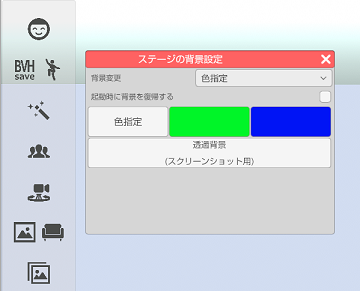 BVH
save
ステージの背景設定
背景変更
色指定
起動時に背景を復帰する
色指定
透過背景
(スクリーンショット用)